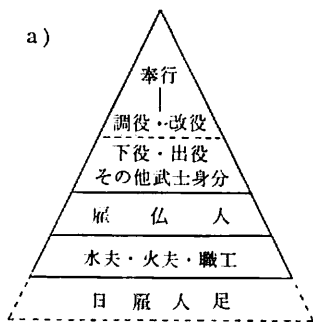 a)
奉行
調役・改役
下役・出役
その他武士身分
雇仏人
水夫・火夫・職工
日雇人足